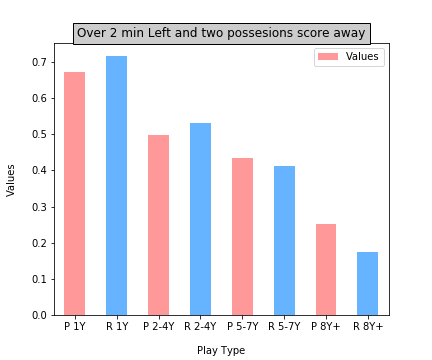 Over 2 min Left and two possesions score away
Values
0.7
0.6
0.5
0.4
0.3
0.2
0.1
0.0
Values
P 1Y R 1Y P 2-4Y R 2-4Y P 5-7Y R 5-7Y P 8Y+ R 8Y+
Play Type